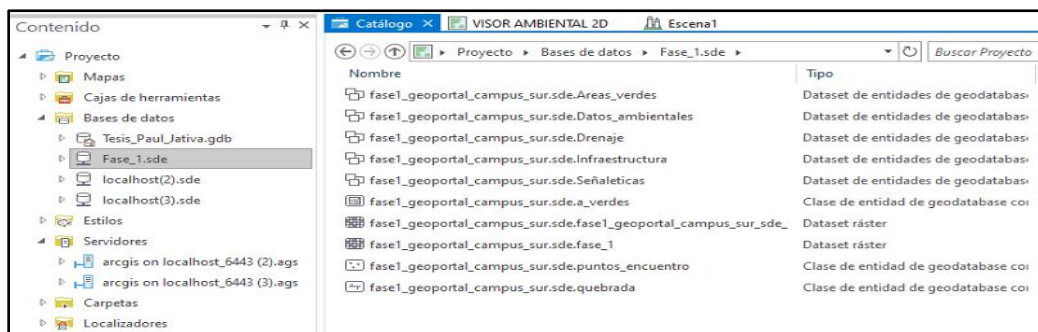 Contenido
Proyecto
Mapas
Cajas de herramientas
Bases de datos
Tesis_Paul_Jativa.gdb
Fase_1.sde
localhost(2).sde
localhost(3).sde
Estilos
Servidores
arcgis on localhost_6443 (2).ags
arcgis on localhost_6443 (3).ags
Carpetas
Localizadores
Catálogo VISOR AMBIENTAL 2D Escena1
Proyecto Bases de datos Fase_1.sde Buscar Proyecto
Nombre Tipo
fase1_geoportal_campus_sur.sde.Areas_verdes Dataset de entidades de geodatabas
fase1_geoportal_campus_sur.sde.Datos_ambientales Dataset de entidades de geodatabas
fase1_geoportal_campus_sur.sde.Drenaje Dataset de entidades de geodatabas
fase1_geoportal_campus_sur.sde.Infraestructura Dataset de entidades de geodatabas
fase1_geoportal_campus_sur.sde.Señaleticas Dataset de entidades de geodatabas
fase1_geoportal_campus_sur.sde.a_verdes Clase de entidad de geodatabase co
fase1_geoportal_campus_sur.sde.fase1_geoportal_campus_sur_sde_ Dataset ráster
fase1_geoportal_campus_sur.sde.fase_1 Dataset ráster
fase1_geoportal_campus_sur.sde.puntos_encuentro Clase de entidad de geodatabase co
fase1_geoportal_campus_sur.sde.quebrada Clase de entidad de geodatabase co